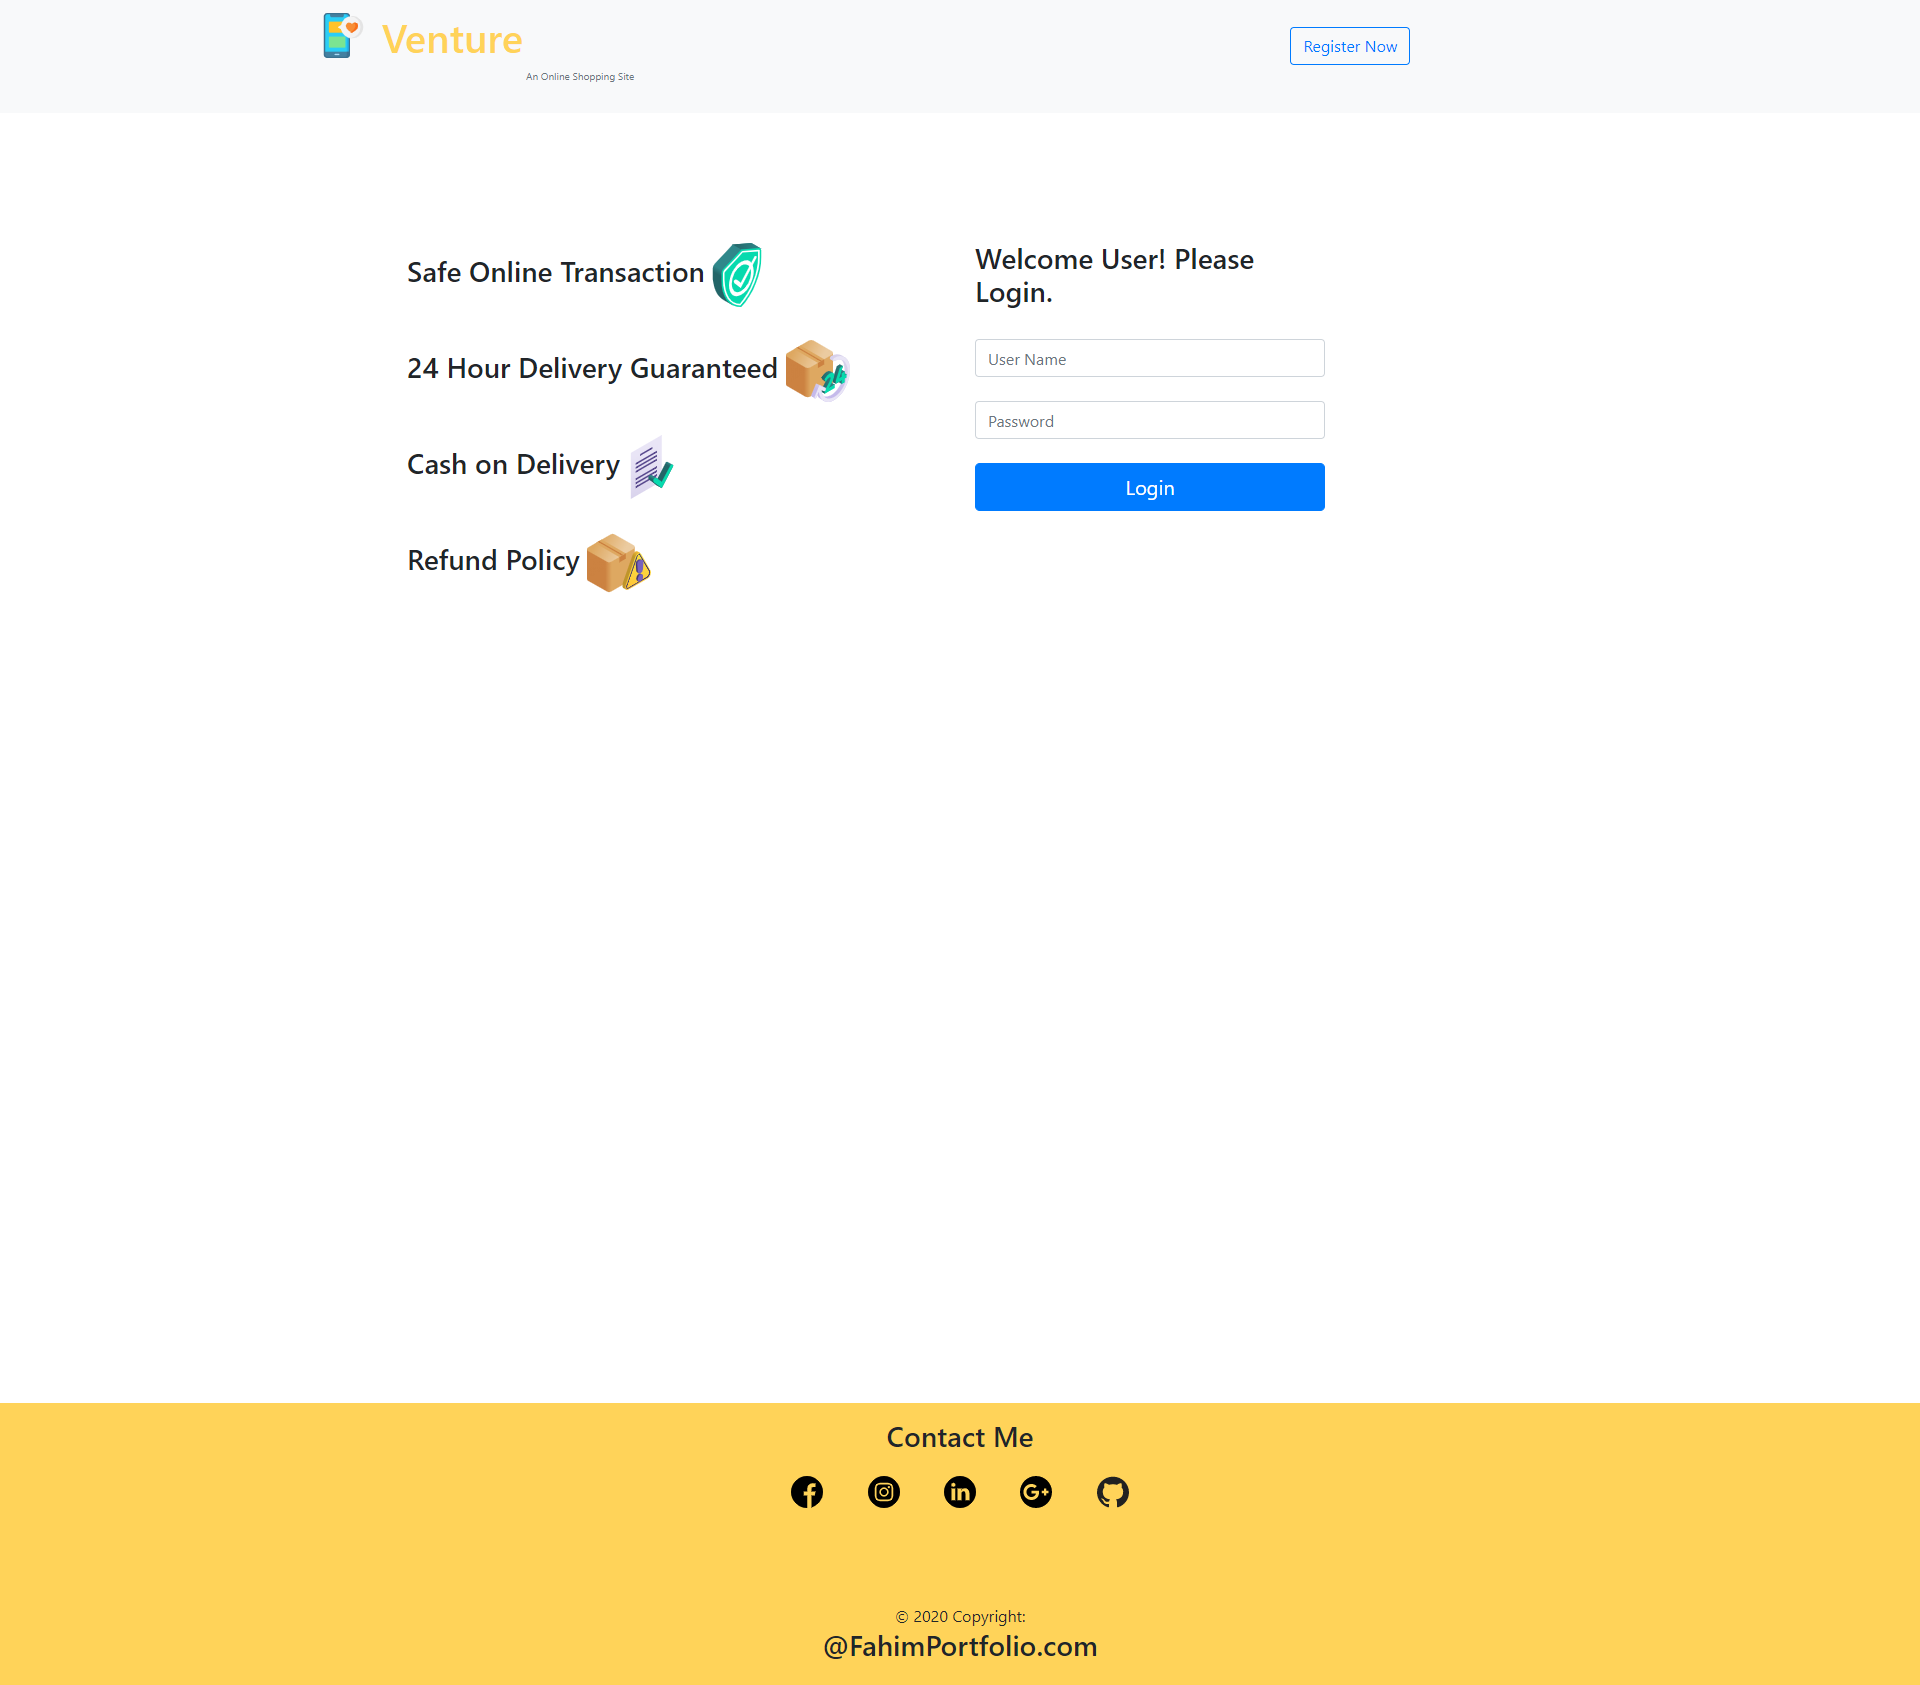 Venture
An Online Shopping Site
Register Now
Safe Online Transaction
24 Hour Delivery Guaranteed
24
Cash on Delivery
Refund Policy
Welcome User! Please
Login.
User Name
Password
Login
Contact Me
© 2020 Copyright:
@FahimPortfolio.com